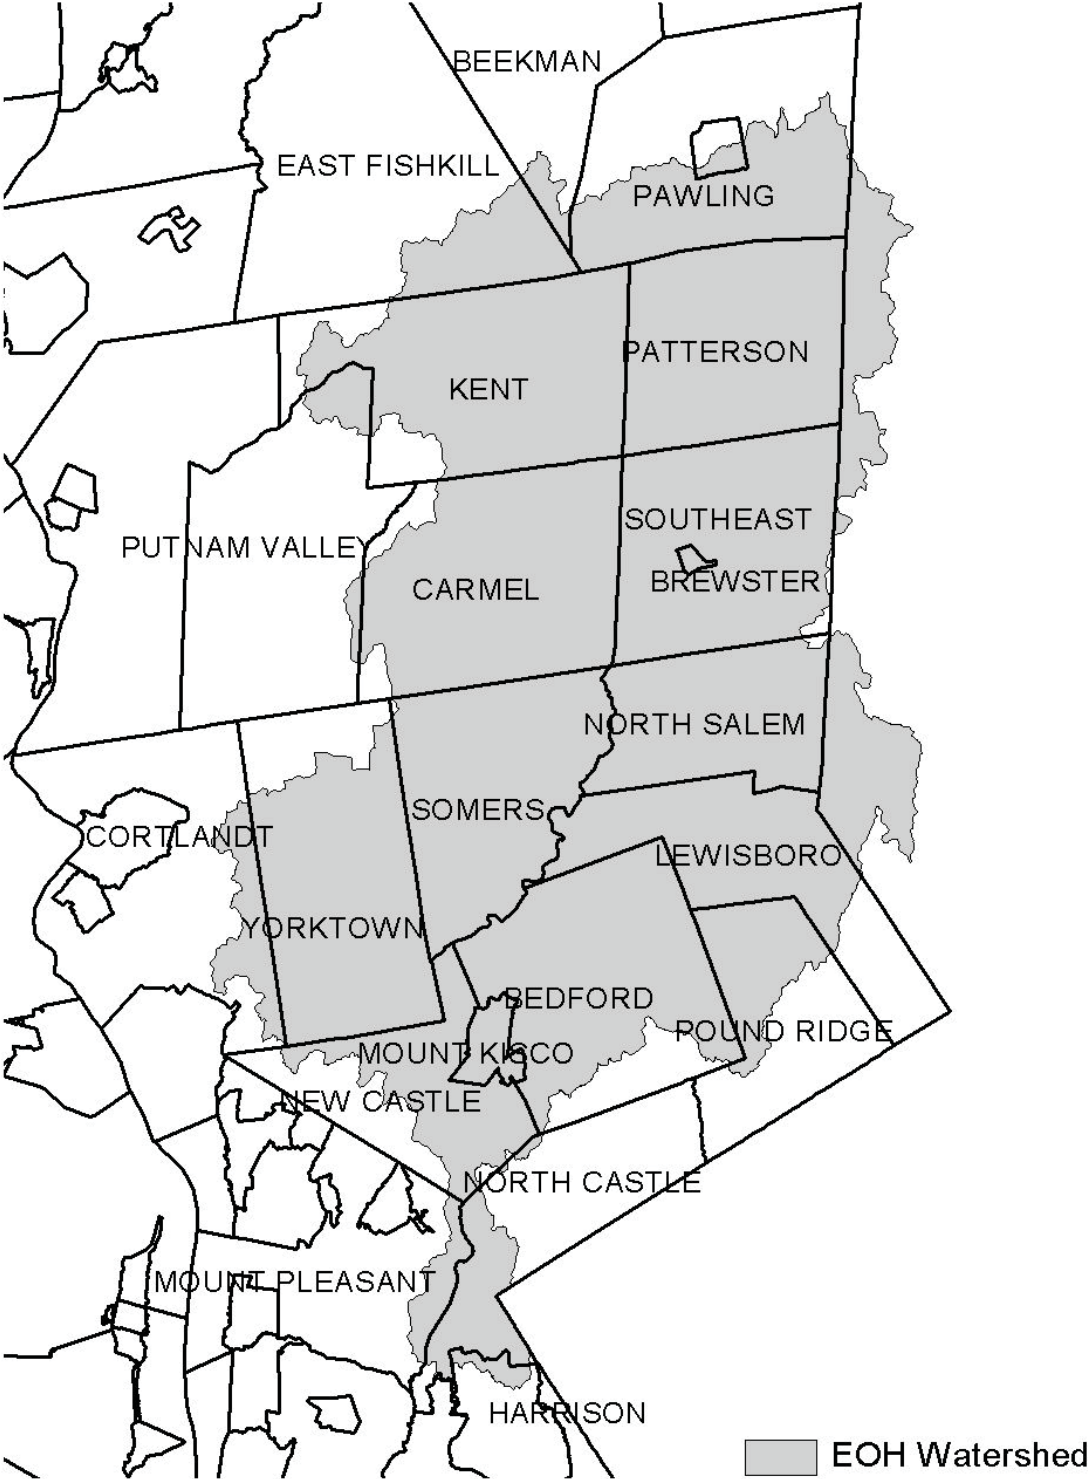 BEEKMAN
EAST FISHKILL
PAWLING
PATTERSON
KENT
SOUTHEAST
PUTNAM VALLEY
BREWSTER
CARMEL
NORTH SALEM
SOMERS
CORTLANDT
LEWISBORO
YORKTOWN
BEDFORD
POUND RIDGE
MOUNT KISCO
NEW CASTLE
NORTH CASTLE
MOUNT PLEASANT
HARRISON
EOH Watershed